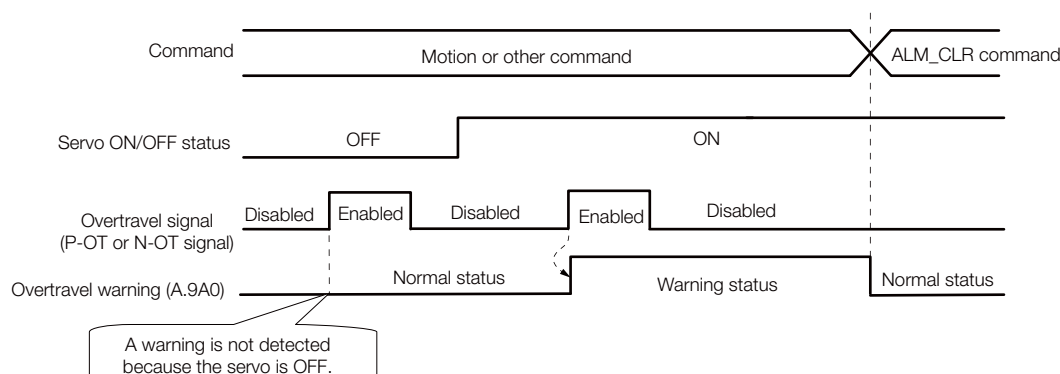 Command
Motion or other command
ALM_CLR command
Servo ON/OFF status
OFF
ON
Overtravel signal
(P-OT or N-OT signal)
Disabled
Enabled
Disabled
Enabled
Disabled
Overtravel warning (A.9A0)
Normal status
Warning status
Normal status
A warning is not detected
because the servo is OFF.